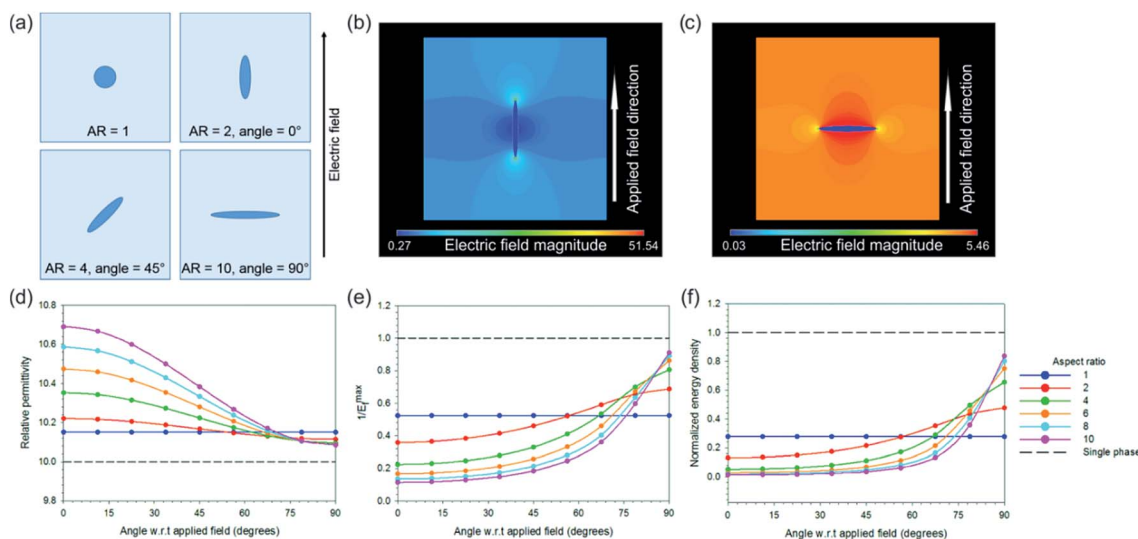 (a)
AR = 1
AR = 2, angle = 0°
AR = 4, angle = 45°
AR = 10, angle = 90°
Electric field
(b)
Applied field direction
0.27 Electric field magnitude 51.54
(c)
Applied field direction
0.03 Electric field magnitude 5.46
(d)
Relative permittivity
10.8
10.6
10.4
10.2
10.0
9.8
0 15 30 45 60 75 90
Angle w.r.t applied field (degrees)
(e)
1/E_f^max
1.2
1.0
0.8
0.6
0.4
0.2
0.0
0 15 30 45 60 75 90
Angle w.r.t applied field (degrees)
(f)
Normalized energy density
1.2
1.0
0.8
0.6
0.4
0.2
0.0
0 15 30 45 60 75 90
Angle w.r.t applied field (degrees)
Aspect ratio
1
2
4
6
8
10
Single phase